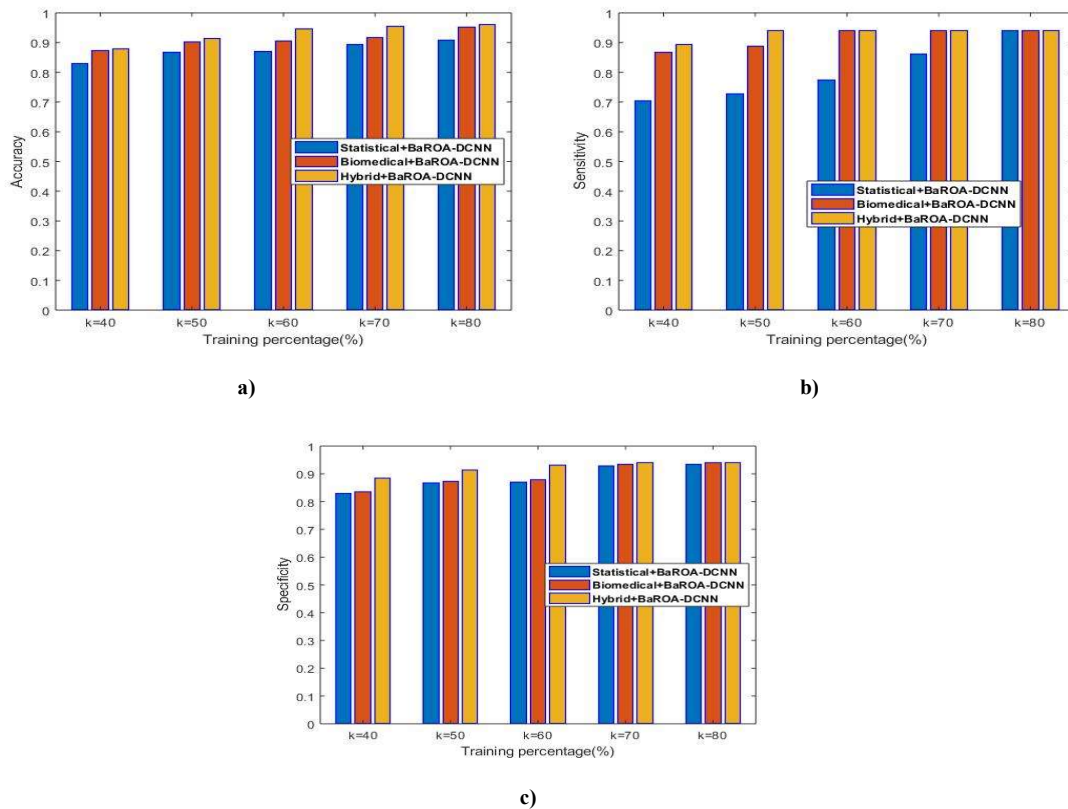 1
0.9
0.8
0.7
0.6
0.5
0.4
0.3
0.2
0.1
0
Accuracy
Statistical+BaROA-DCNN
Biomedical+BaROA-DCNN
Hybrid+BaROA-DCNN
k=40 k=50 k=60 k=70 k=80
Training percentage(%)
a)
1
0.9
0.8
0.7
0.6
0.5
0.4
0.3
0.2
0.1
0
Sensitivity
Statistical+BaROA-DCNN
Biomedical+BaROA-DCNN
Hybrid+BaROA-DCNN
k=40 k=50 k=60 k=70 k=80
Training percentage(%)
b)
1
0.9
0.8
0.7
0.6
0.5
0.4
0.3
0.2
0.1
0
Specificity
Statistical+BaROA-DCNN
Biomedical+BaROA-DCNN
Hybrid+BaROA-DCNN
k=40 k=50 k=60 k=70 k=80
Training percentage(%)
c)